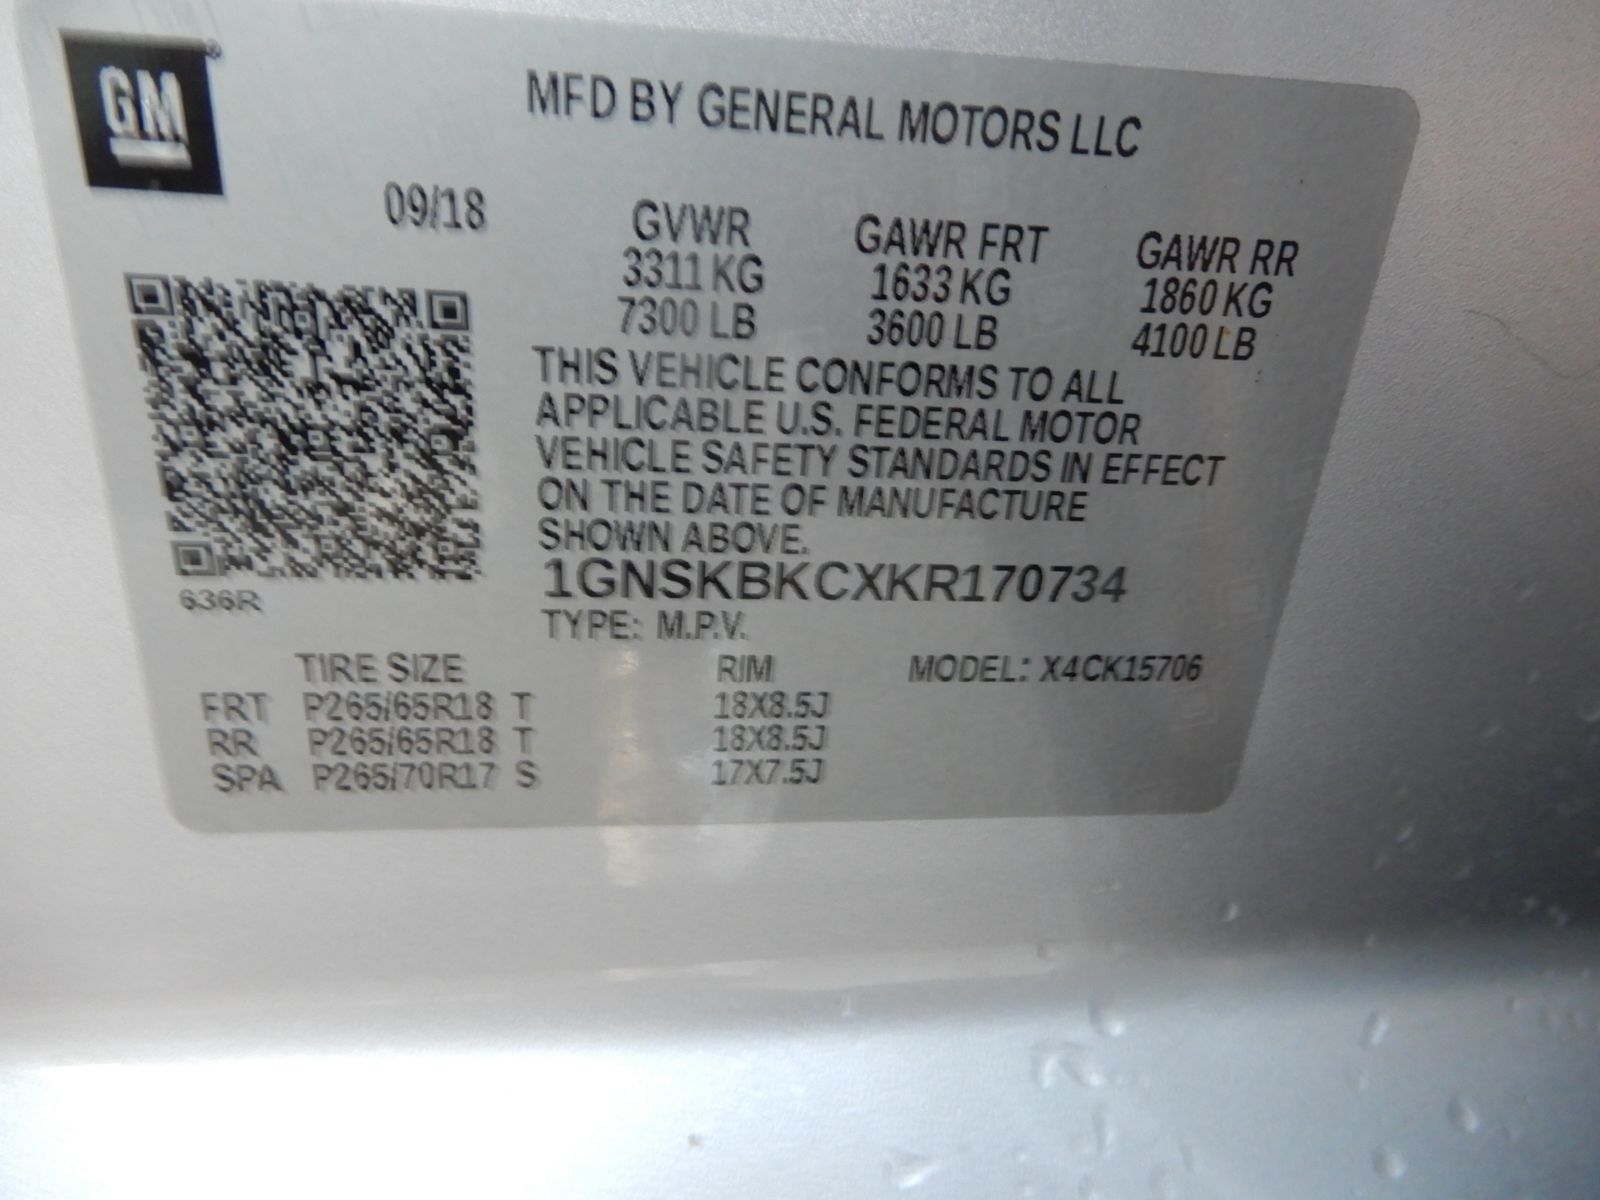 GM®
MFD BY GENERAL MOTORS LLC
09/18
GVWR GAWR FRT GAWR RR
3311 KG 1633 KG 1860 KG
7300 LB 3600 LB 4100 LB
THIS VEHICLE CONFORMS TO ALL
APPLICABLE U.S. FEDERAL MOTOR
VEHICLE SAFETY STANDARDS IN EFFECT
ON THE DATE OF MANUFACTURE
SHOWN ABOVE.
1GNSKBKCXKR170734
636R
TYPE: M.P.V.
TIRE SIZE RIM MODEL: X4CK15706
FRT P265/65R18 T 18X8.5J
RR P265/65R18 T 18X8.5J
SPA P265/70R17 S 17X7.5J